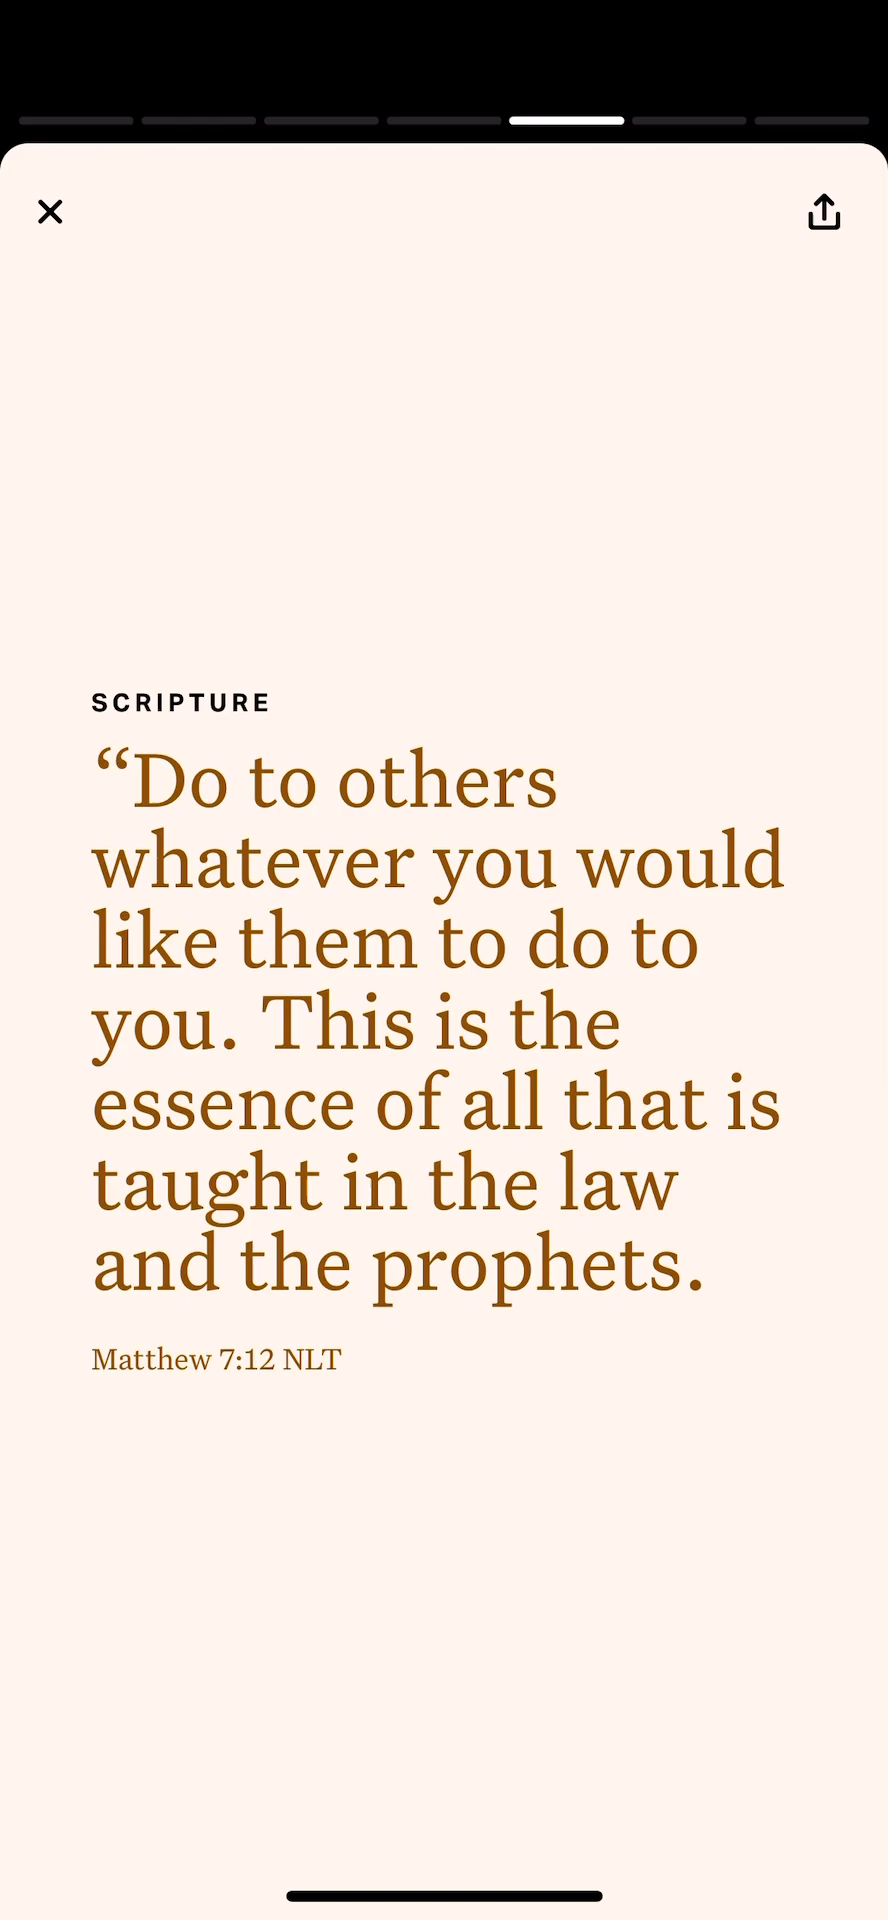 SCRIPTURE
“Do to others
whatever you would
like them to do to
you. This is the
essence of all that is
taught in the law
and the prophets.
Matthew 7:12 NLT